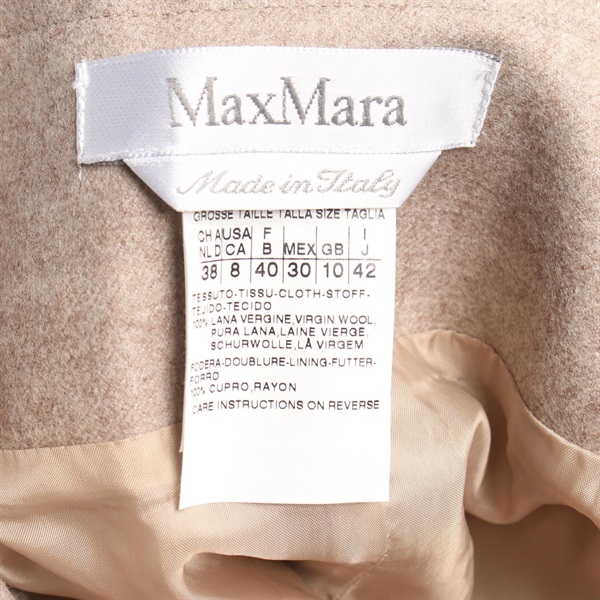 MaxMara
Made in Italy
GROSSE TAILLE TALLA SIZE TAGLIA
CH A USA F I
NL D CA B MEX GB J
38 8 40 30 10 42
TESSUTO-TISSU-CLOTH-STOFF-
TEJIDO-TECIDO
100% LANA VERGINE,VIRGIN WOOL,
PURA LANA,LAINE VIERGE,
SCHURWOLLE,LÃ VIRGEM
FODERA-DOUBLURE-LINING-FUTTER-
FORRO
100% CUPRO,RAYON
CARE INSTRUCTIONS ON REVERSE